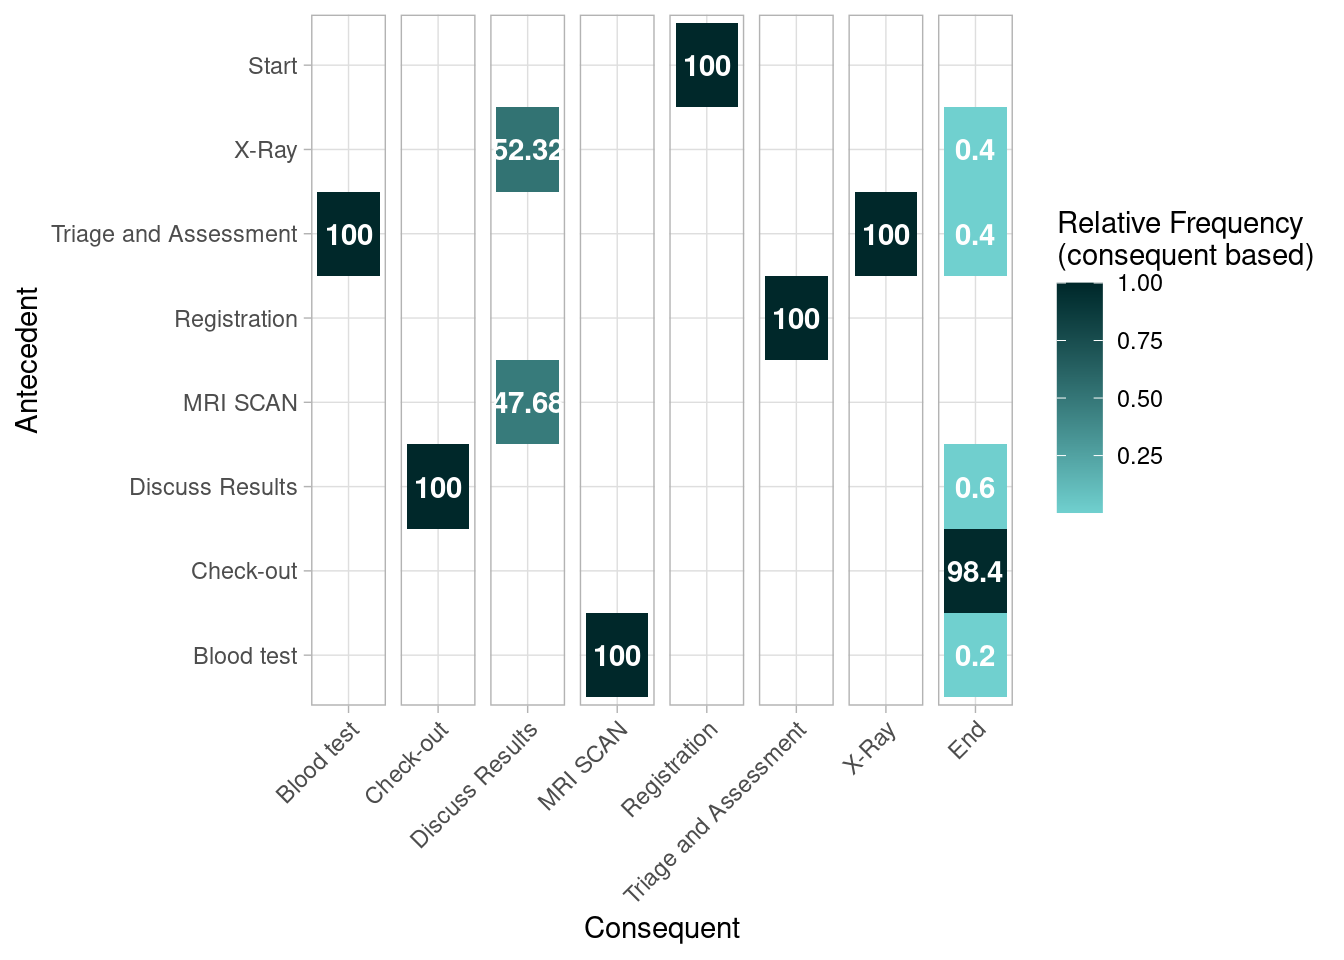 Start
100
X-Ray
52.32
0.4
Triage and Assessment
100
100
0.4
Registration
100
MRI SCAN
47.68
Discuss Results
100
0.6
Check-out
98.4
Blood test
100
0.2
Antecedent
Blood test
Check-out
Discuss Results
MRI SCAN
Registration
Triage and Assessment
X-Ray
End
Consequent
Relative Frequency
(consequent based)
1.00
0.75
0.50
0.25